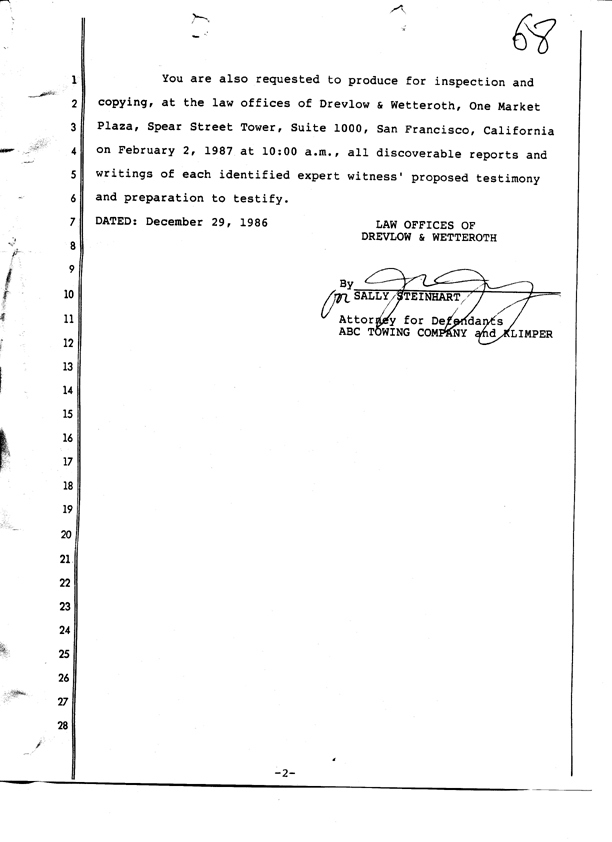 68
1 You are also requested to produce for inspection and
2 copying, at the law offices of Drevlow & Wetteroth, One Market
3 Plaza, Spear Street Tower, Suite 1000, San Francisco, California
4 on February 2, 1987 at 10:00 a.m., all discoverable reports and
5 writings of each identified expert witness' proposed testimony
6 and preparation to testify.
7 DATED: December 29, 1986 LAW OFFICES OF
DREVLOW & WETTEROTH
8
9 By
10 SALLY STEINHART
11 Attorney for Defendants
12 ABC TOWING COMPANY and KLIMPER
13
14
15
16
17
18
19
20
21
22
23
24
25
26
27
28
-2-